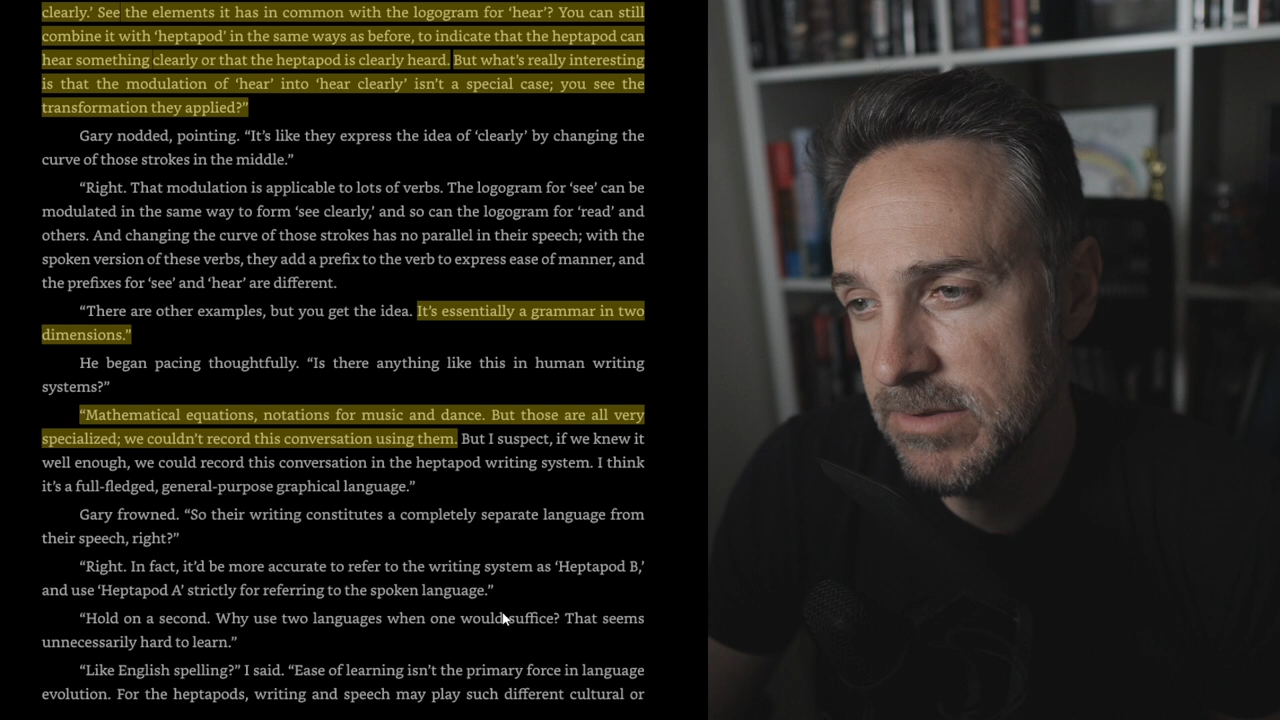 clearly.’ See the elements it has in common with the logogram for ‘hear’? You can still
combine it with ‘heptapod’ in the same ways as before, to indicate that the heptapod can
hear something clearly or that the heptapod is clearly heard. But what’s really interesting
is that the modulation of ‘hear’ into ‘hear clearly’ isn’t a special case; you see the
transformation they applied?”
Gary nodded, pointing. “It’s like they express the idea of ‘clearly’ by changing the
curve of those strokes in the middle.”
“Right. That modulation is applicable to lots of verbs. The logogram for ‘see’ can be
modulated in the same way to form ‘see clearly,’ and so can the logogram for ‘read’ and
others. And changing the curve of those strokes has no parallel in their speech; with the
spoken version of these verbs, they add a prefix to the verb to express ease of manner, and
the prefixes for ‘see’ and ‘hear’ are different.
“There are other examples, but you get the idea. It’s essentially a grammar in two
dimensions.”
He began pacing thoughtfully. “Is there anything like this in human writing
systems?”
“Mathematical equations, notations for music and dance. But those are all very
specialized; we couldn’t record this conversation using them. But I suspect, if we knew it
well enough, we could record this conversation in the heptapod writing system. I think
it’s a full-fledged, general-purpose graphical language.”
Gary frowned. “So their writing constitutes a completely separate language from
their speech, right?”
“Right. In fact, it’d be more accurate to refer to the writing system as ‘Heptapod B,’
and use ‘Heptapod A’ strictly for referring to the spoken language.”
“Hold on a second. Why use two languages when one would suffice? That seems
unnecessarily hard to learn.”
“Like English spelling?” I said. “Ease of learning isn’t the primary force in language
evolution. For the heptapods, writing and speech may play such different cultural or